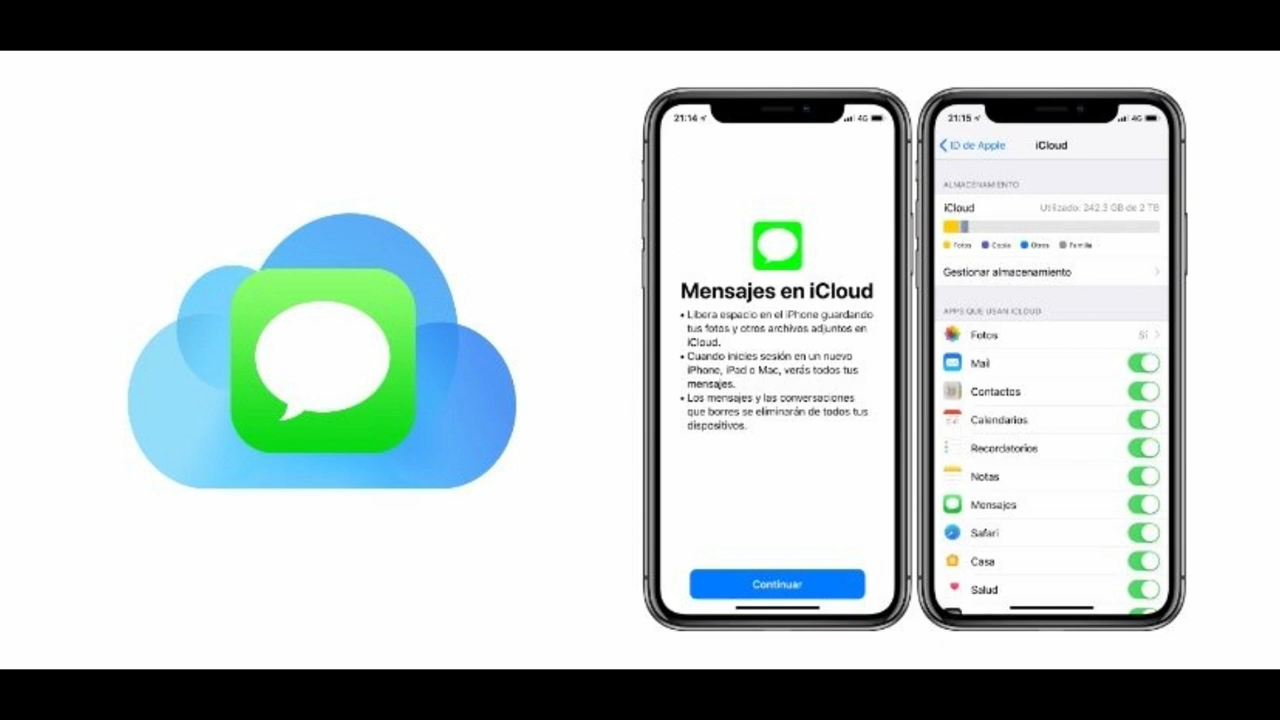 21:14
4G
Mensajes en iCloud
• Libera espacio en el iPhone guardando
tus fotos y otros archivos adjuntos en
iCloud.
• Cuando inicies sesión en un nuevo
iPhone, iPad o Mac, verás todos tus
mensajes.
• Los mensajes y las conversaciones
que borres se eliminarán de todos tus
dispositivos.
Continuar
21:15
4G
ID de Apple
iCloud
ALMACENAMIENTO
iCloud Utilizado: 242.3 GB de 2 TB
Fotos Copia Otros Familia
Gestionar almacenamiento
APPS QUE USAN ICLOUD
Fotos Sí
Mail
Contactos
Calendarios
Recordatorios
Notas
Mensajes
Safari
Casa
Salud